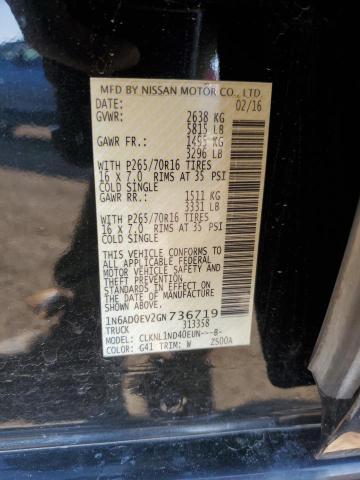 MFD BY NISSAN MOTOR CO., LTD.
DATE: 02/16
GVWR: 2638 KG
5815 LB
GAWR FR.: 1495 KG
3296 LB
WITH P265/70R16 TIRES
16 X 7.0 RIMS AT 35 PSI
COLD SINGLE
GAWR RR.: 1511 KG
3331 LB
WITH P265/70R16 TIRES
16 X 7.0 RIMS AT 35 PSI
COLD SINGLE
THIS VEHICLE CONFORMS TO
ALL APPLICABLE FEDERAL
MOTOR VEHICLE SAFETY
AND THEFT PREVENTION
STANDARDS IN EFFECT ON
THE DATE OF MANUFACTURE
SHOWN ABOVE.
1N6AD0EV2GN736719
TRUCK 313358
MODEL: CLKNL1ND40EUN---B-
COLOR: G41 TRIM: W ZS00A